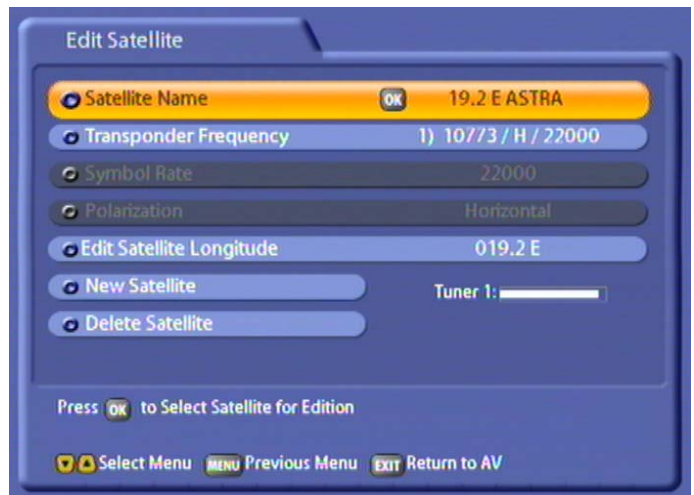 Edit Satellite
Satellite Name OK 19.2 E ASTRA
Transponder Frequency 1) 10773 / H / 22000
Symbol Rate 22000
Polarization Horizontal
Edit Satellite Longitude 019.2 E
New Satellite
Tuner 1:
Delete Satellite
Press OK to Select Satellite for Edition
Select Menu MENU Previous Menu EXIT Return to AV